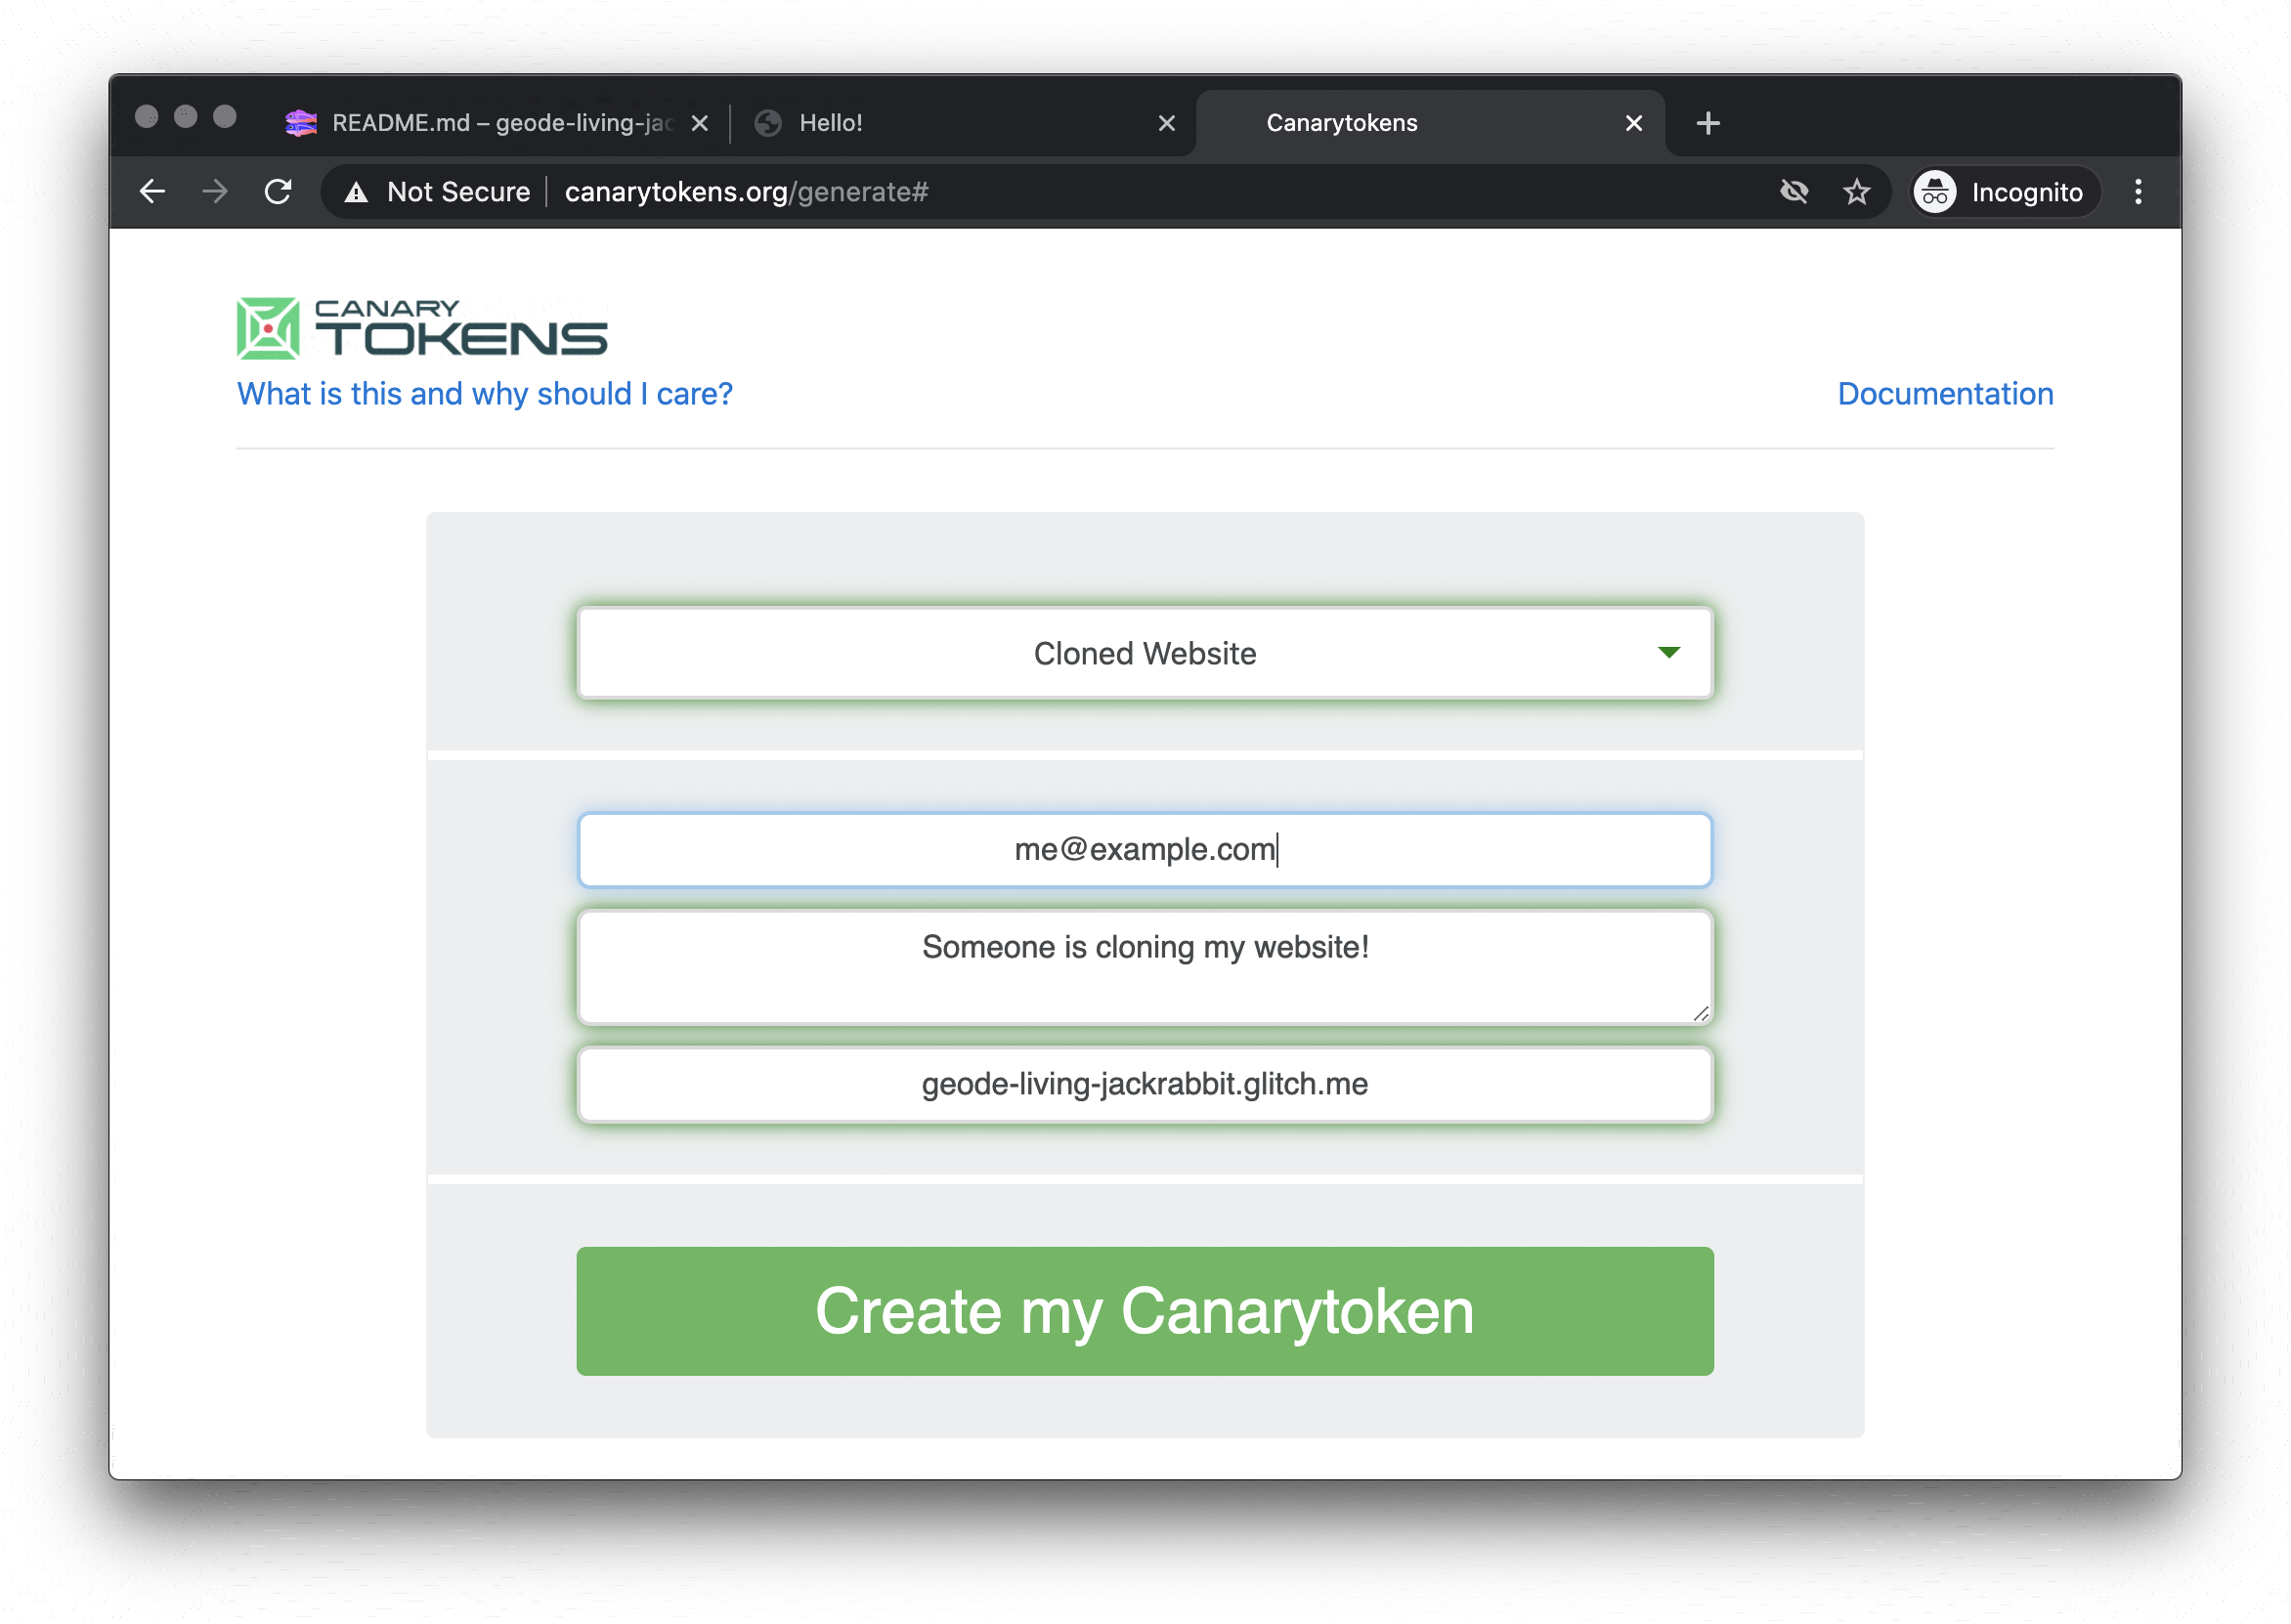 README.md – geode-living-jac
Hello!
Canarytokens
Not Secure
canarytokens.org/generate#
Incognito
CANARY
TOKENS
What is this and why should I care?
Documentation
Cloned Website
me@example.com
Someone is cloning my website!
geode-living-jackrabbit.glitch.me
Create my Canarytoken